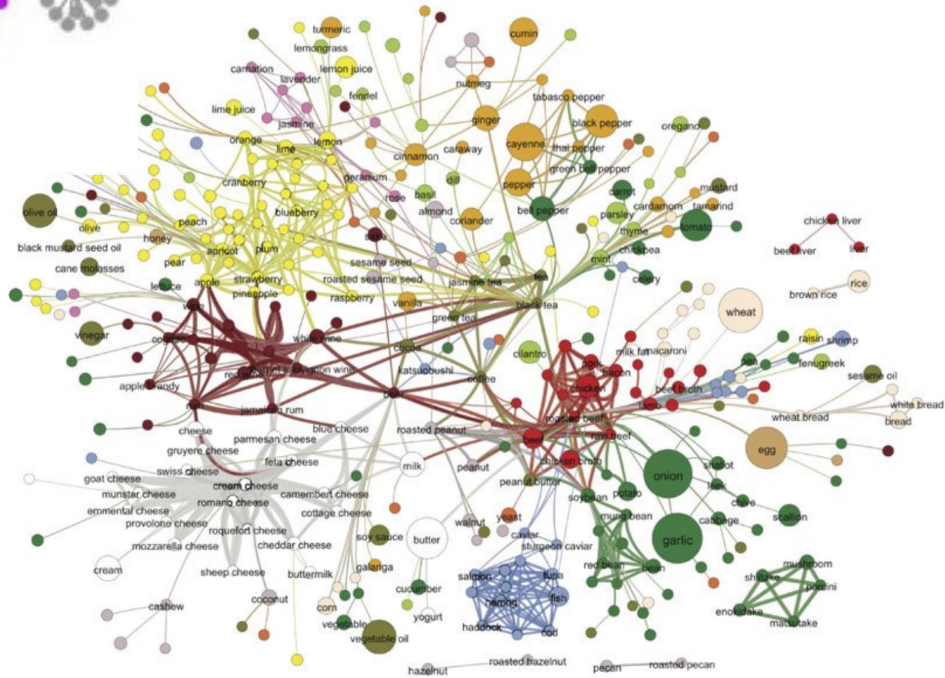 turmeric
cumin
lemongrass
carnation
lemon juice
lavender
nutmeg
fennel
tabasco pepper
lime juice
ginger
black pepper
jasmine
oregano
orange
lemon
cayenne
thai pepper
lime
cinnamon
caraway
green bell pepper
geranium
cranberry
dill
pepper
mustard
rose
basil
carrot
cardamom
tamarind
olive oil
blueberry
almond
bell pepper
parsley
peach
coriander
chicken liver
olive
thyme
tomato
honey
black mustard seed oil
apricot
plum
chickpea
beef liver
liver
pear
sesame seed
mint
cane molasses
celery
strawberry
roasted sesame seed
jasmine tea
tea
lettuce
apple
rice
pineapple
raspberry
brown rice
vanilla
black tea
green tea
wheat
vinegar
white wine
raisin
shrimp
cocoa
cilantro
milk fat
macaroni
fenugreek
katsuobushi
bacon
sesame oil
apple brandy
coffee
chicken
beef broth
lamb
rum
jamaican rum
white bread
wheat bread
roasted beef
bread
cheese
blue cheese
roasted peanut
parmesan cheese
beef
raw beef
gruyere cheese
egg
feta cheese
chicken broth
swiss cheese
milk
peanut
shallot
goat cheese
cream cheese
onion
peanut butter
munster cheese
camembert cheese
potato
leek
romano cheese
soybean
emmental cheese
cottage cheese
chive
provolone cheese
mung bean
yeast
walnut
cabbage
scallion
roquefort cheese
soy sauce
caviar
mozzarella cheese
cheddar cheese
butter
sturgeon caviar
garlic
cream
sheep cheese
buttermilk
galanga
red bean
bean
mushroom
salmon
tuna
shiitake
porcini
cucumber
coconut
herring
fish
cashew
corn
enokidake
yogurt
vegetable
haddock
cod
matsutake
vegetable oil
hazelnut
roasted hazelnut
pecan
roasted pecan